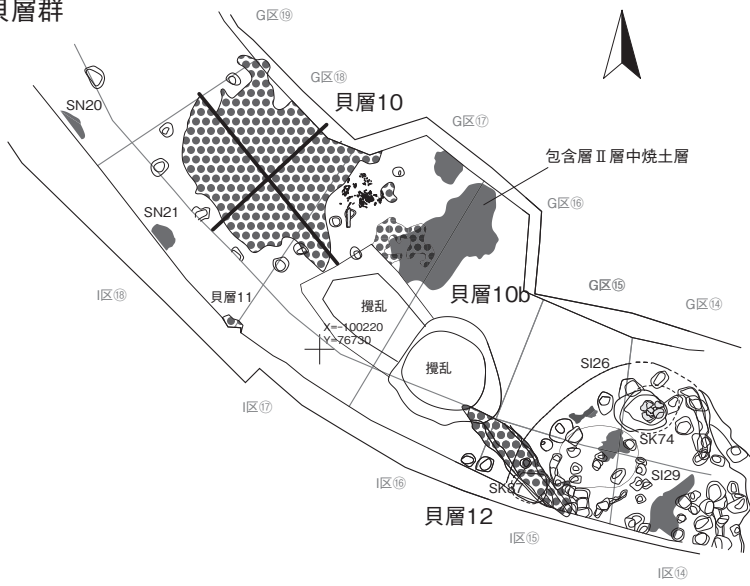 貝層群
G区⑲
G区⑱
貝層10
G区⑰
SN20
包含層Ⅱ層中焼土層
G区⑯
SN21
I区⑱
貝層11
貝層10b
G区⑮
G区⑭
攪乱
X=-100220
Y=76730
攪乱
SI26
I区⑰
SK74
SI29
I区⑯
SK87
貝層12
I区⑮
I区⑭